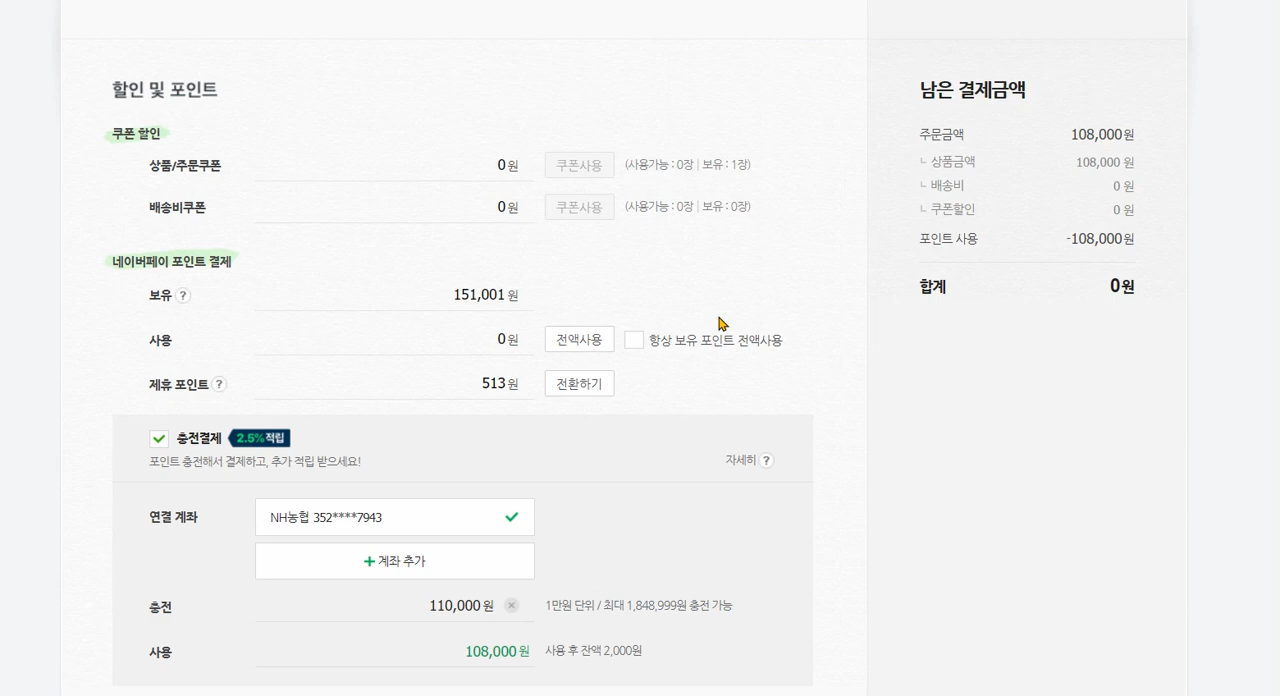 할인 및 포인트
쿠폰 할인
상품/주문쿠폰 0원 쿠폰사용 (사용가능 : 0장 | 보유 : 1장)
배송비쿠폰 0원 쿠폰사용 (사용가능 : 0장 | 보유 : 0장)
네이버페이 포인트 결제
보유 ? 151,001 원
사용 0원 전액사용 항상 보유 포인트 전액사용
제휴 포인트 ? 513원 전환하기
충전결제 2.5%적립
포인트 충전해서 결제하고, 추가 적립 받으세요!
자세히 ?
연결 계좌 NH농협 352****7943
+ 계좌 추가
충전 110,000원 × 1만원 단위 / 최대 1,848,999원 충전 가능
사용 108,000원 사용 후 잔액 2,000원
남은 결제금액
주문금액 108,000원
ㄴ 상품금액 108,000 원
ㄴ 배송비 0 원
ㄴ 쿠폰할인 0 원
포인트 사용 -108,000원
합계 0원